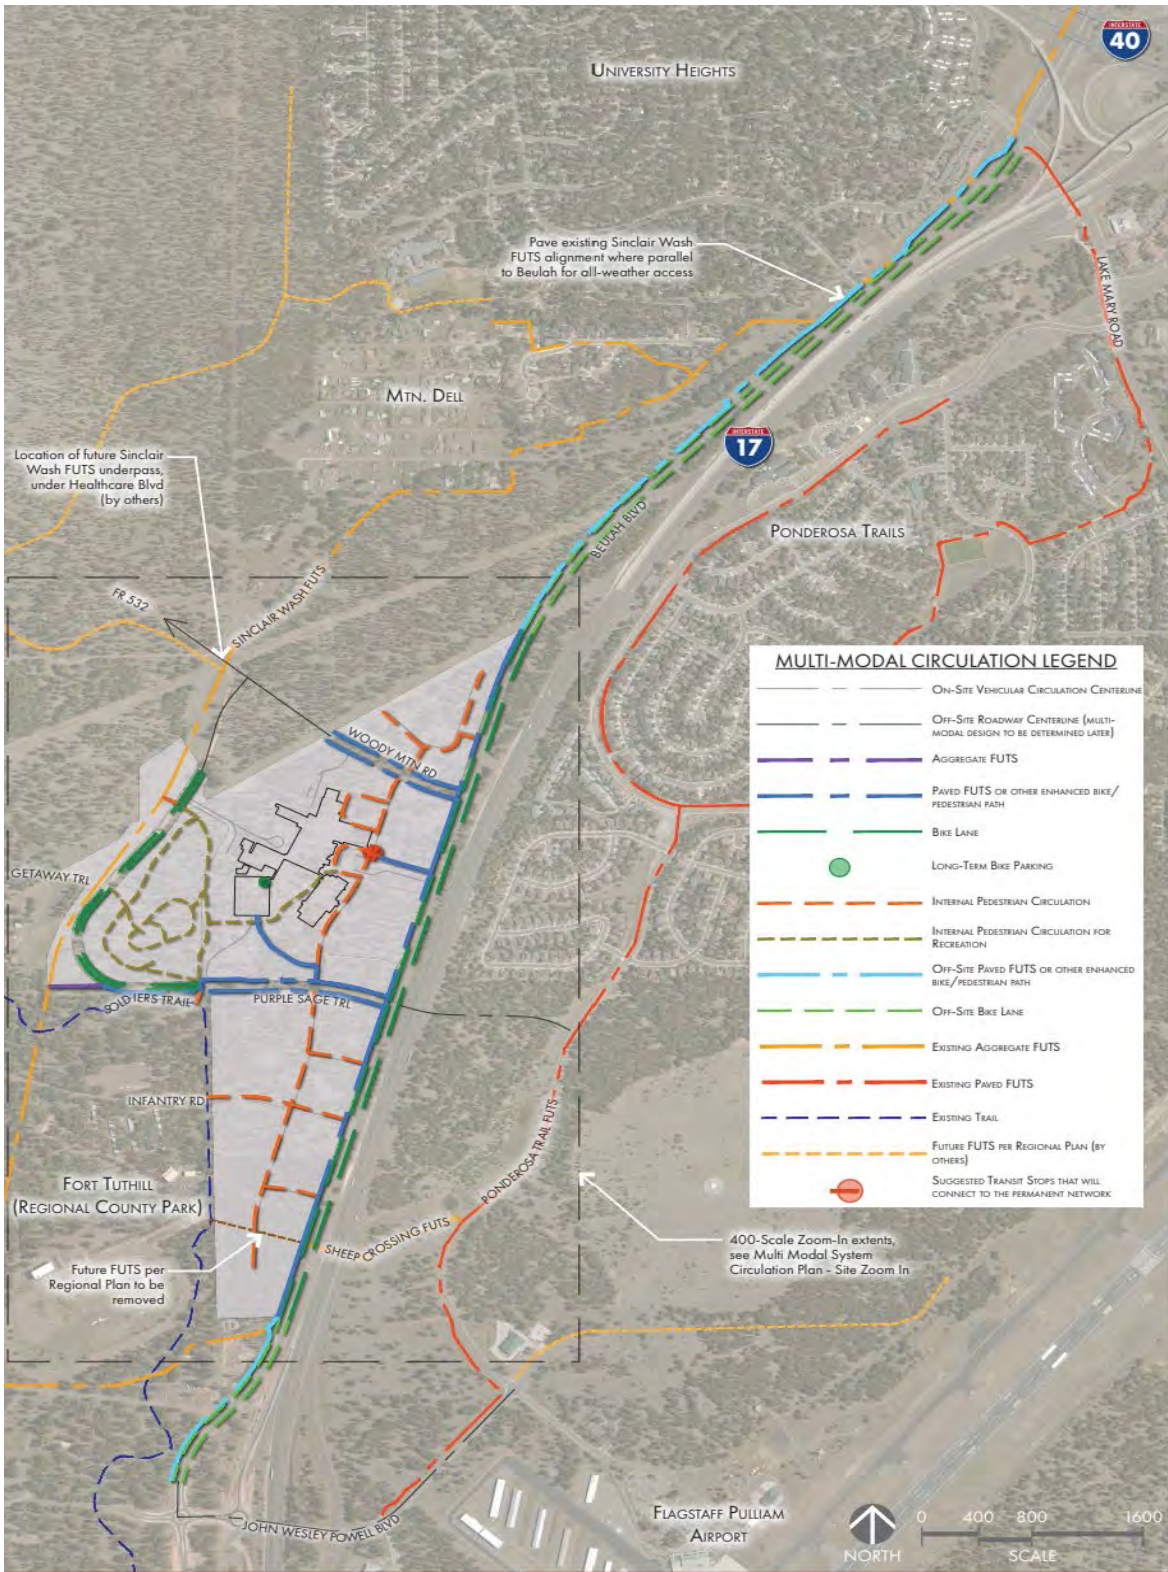 INTERSTATE
40
UNIVERSITY HEIGHTS
Pave existing Sinclair Wash
FUTS alignment where parallel
to Beulah for all-weather access
LAKE MARY ROAD
MTN. DELL
INTERSTATE
17
Location of future Sinclair
Wash FUTS underpass,
under Healthcare Blvd
(by others)
BEULAH BLVD
PONDEROSA TRAILS
FR 532
SINCLAIR WASH FUTS
WOODY MTN RD
GETAWAY TRL
SOLDIERS TRAIL
PURPLE SAGE TRL
INFANTRY RD
PONDEROSA TRAIL FUTS
FORT TUTHILL
(REGIONAL COUNTY PARK)
SHEEP CROSSING FUTS
Future FUTS per
Regional Plan to be
removed
400-Scale Zoom-In extents,
see Multi Modal System
Circulation Plan - Site Zoom In
JOHN WESLEY POWELL BLVD
FLAGSTAFF PULLIAM
AIRPORT
MULTI-MODAL CIRCULATION LEGEND
ON-SITE VEHICULAR CIRCULATION CENTERLINE
OFF-SITE ROADWAY CENTERLINE (MULTI-
MODAL DESIGN TO BE DETERMINED LATER)
AGGREGATE FUTS
PAVED FUTS OR OTHER ENHANCED BIKE/
PEDESTRIAN PATH
BIKE LANE
LONG-TERM BIKE PARKING
INTERNAL PEDESTRIAN CIRCULATION
INTERNAL PEDESTRIAN CIRCULATION FOR
RECREATION
OFF-SITE PAVED FUTS OR OTHER ENHANCED
BIKE/PEDESTRIAN PATH
OFF-SITE BIKE LANE
EXISTING AGGREGATE FUTS
EXISTING PAVED FUTS
EXISTING TRAIL
FUTURE FUTS PER REGIONAL PLAN (BY
OTHERS)
SUGGESTED TRANSIT STOPS THAT WILL
CONNECT TO THE PERMANENT NETWORK
NORTH
0 400 800 1600
SCALE